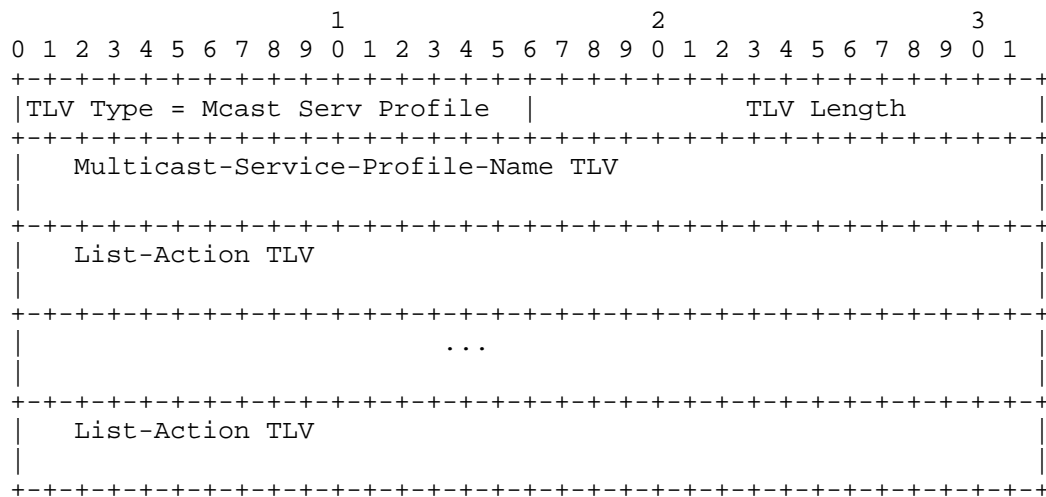 1                   2                   3
 0 1 2 3 4 5 6 7 8 9 0 1 2 3 4 5 6 7 8 9 0 1 2 3 4 5 6 7 8 9 0 1
+-+-+-+-+-+-+-+-+-+-+-+-+-+-+-+-+-+-+-+-+-+-+-+-+-+-+-+-+-+-+-+-+
|TLV Type = Mcast Serv Profile  |             TLV Length        |
+-+-+-+-+-+-+-+-+-+-+-+-+-+-+-+-+-+-+-+-+-+-+-+-+-+-+-+-+-+-+-+-+
|   Multicast-Service-Profile-Name TLV                          |
|                                                               |
+-+-+-+-+-+-+-+-+-+-+-+-+-+-+-+-+-+-+-+-+-+-+-+-+-+-+-+-+-+-+-+-+
|   List-Action TLV                                             |
|                                                               |
+-+-+-+-+-+-+-+-+-+-+-+-+-+-+-+-+-+-+-+-+-+-+-+-+-+-+-+-+-+-+-+-+
|                          ...                                  |
|                                                               |
+-+-+-+-+-+-+-+-+-+-+-+-+-+-+-+-+-+-+-+-+-+-+-+-+-+-+-+-+-+-+-+-+
|   List-Action TLV                                             |
|                                                               |
+-+-+-+-+-+-+-+-+-+-+-+-+-+-+-+-+-+-+-+-+-+-+-+-+-+-+-+-+-+-+-+-+